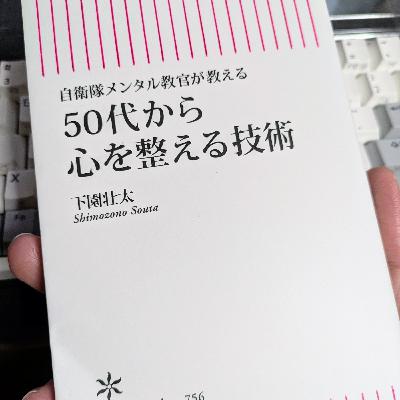 自衛隊メンタル教官が教える
50代から
心を整える技術
下園壮太
Shimozono Souta
756